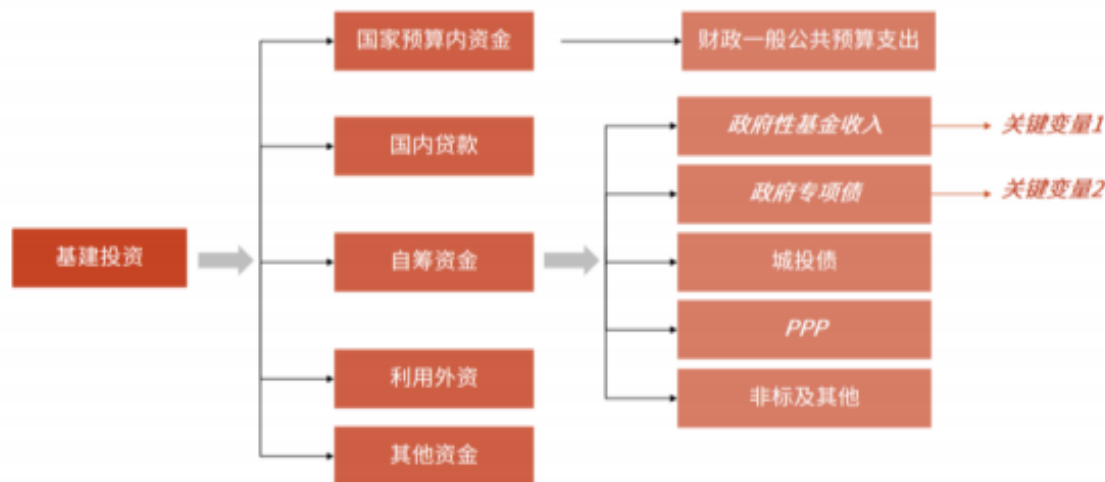 国家预算内资金
财政一般公共预算支出
政府性基金收入
关键变量1
国内贷款
政府专项债
关键变量2
基建投资
自筹资金
城投债
PPP
利用外资
非标及其他
其他资金